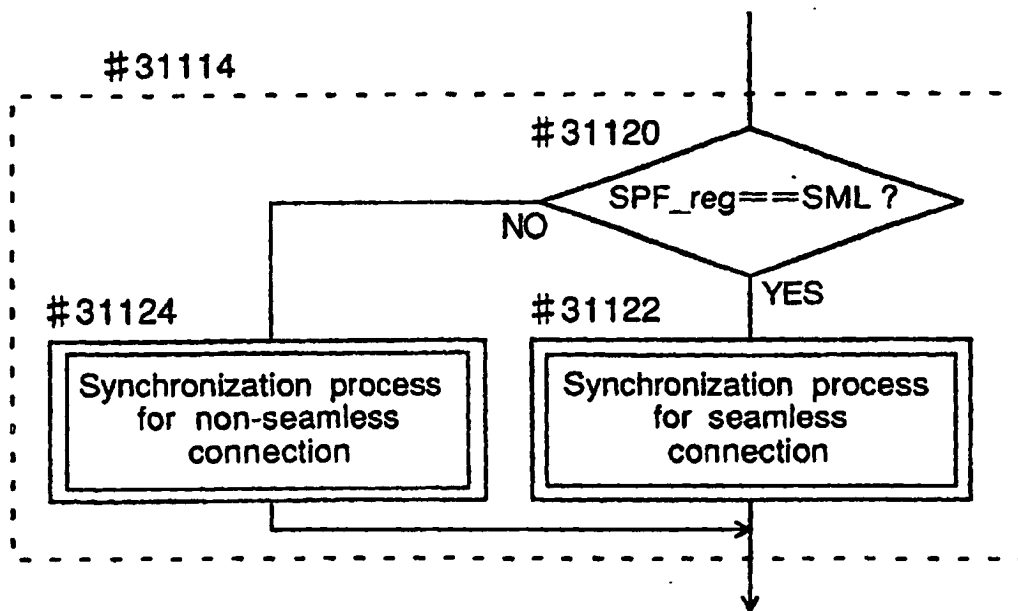 #31114
#31120
SPF_reg==SML ?
NO
YES
#31124
#31122
Synchronization process
for non-seamless
connection
Synchronization process
for seamless
connection